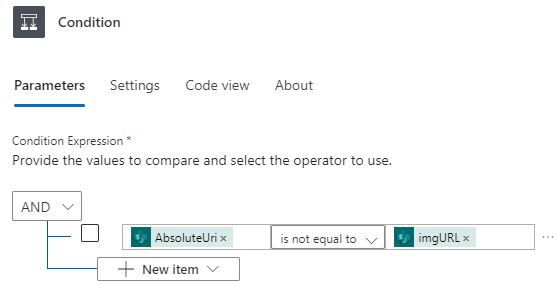 Condition
Parameters Settings Code view About
Condition Expression *
Provide the values to compare and select the operator to use.
AND
AbsoluteUri × is not equal to imgURL × ...
New item